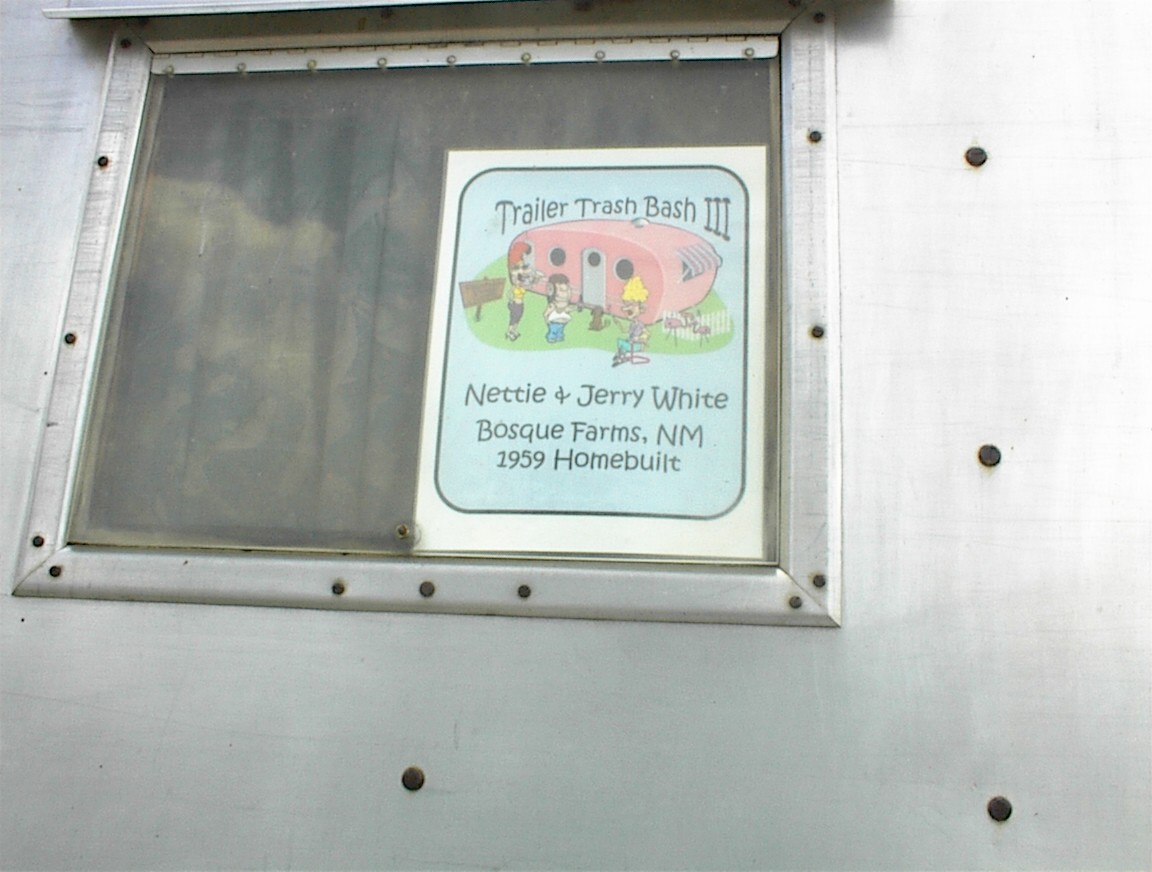 Trailer Trash Bash III
Nettie & Jerry White
Bosque Farms, NM
1959 Homebuilt